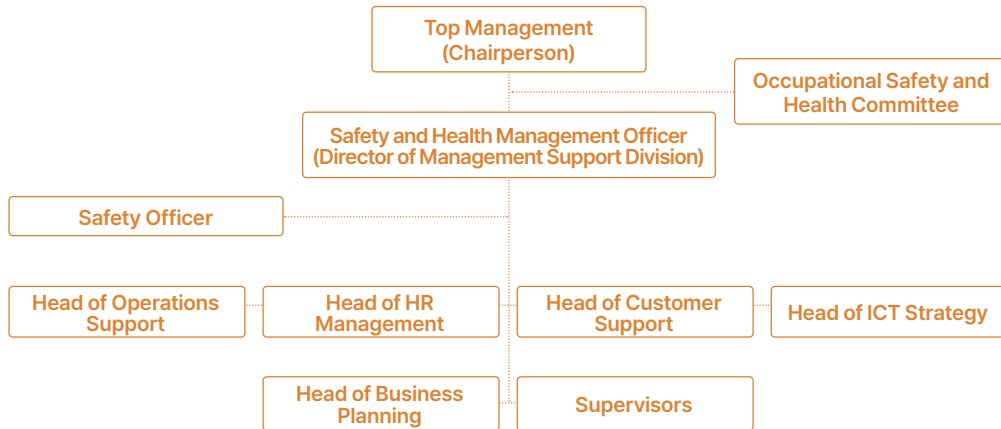 Top Management
(Chairperson)
Occupational Safety and
Health Committee
Safety and Health Management Officer
(Director of Management Support Division)
Safety Officer
Head of Operations
Support
Head of HR
Management
Head of Customer
Support
Head of ICT Strategy
Head of Business
Planning
Supervisors